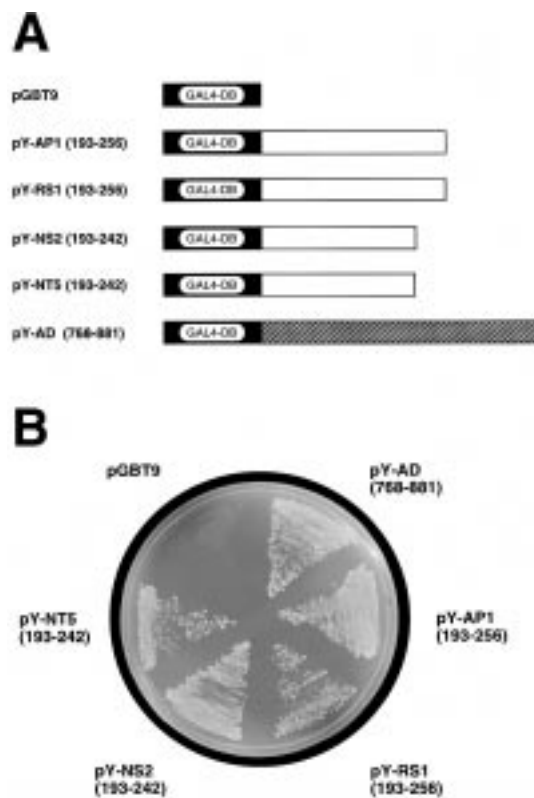 A
pGBT9 GAL4-DB
pY-AP1 (193-256) GAL4-DB
pY-RS1 (193-256) GAL4-DB
pY-NS2 (193-242) GAL4-DB
pY-NT5 (193-242) GAL4-DB
pY-AD (768-881) GAL4-DB
B
pGBT9
pY-AD
(768-881)
pY-NT5
(193-242)
pY-AP1
(193-256)
pY-NS2
(193-242)
pY-RS1
(193-256)